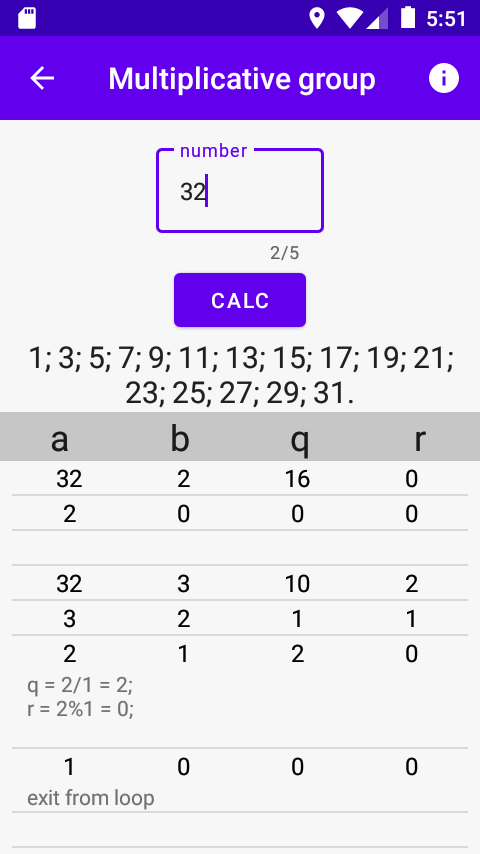 5:51
Multiplicative group
number
32
2/5
CALC
1; 3; 5; 7; 9; 11; 13; 15; 17; 19; 21;
23; 25; 27; 29; 31.
a b q r
32 2 16 0
2 0 0 0
32 3 10 2
3 2 1 1
2 1 2 0
q = 2/1 = 2;
r = 2%1 = 0;
1 0 0 0
exit from loop